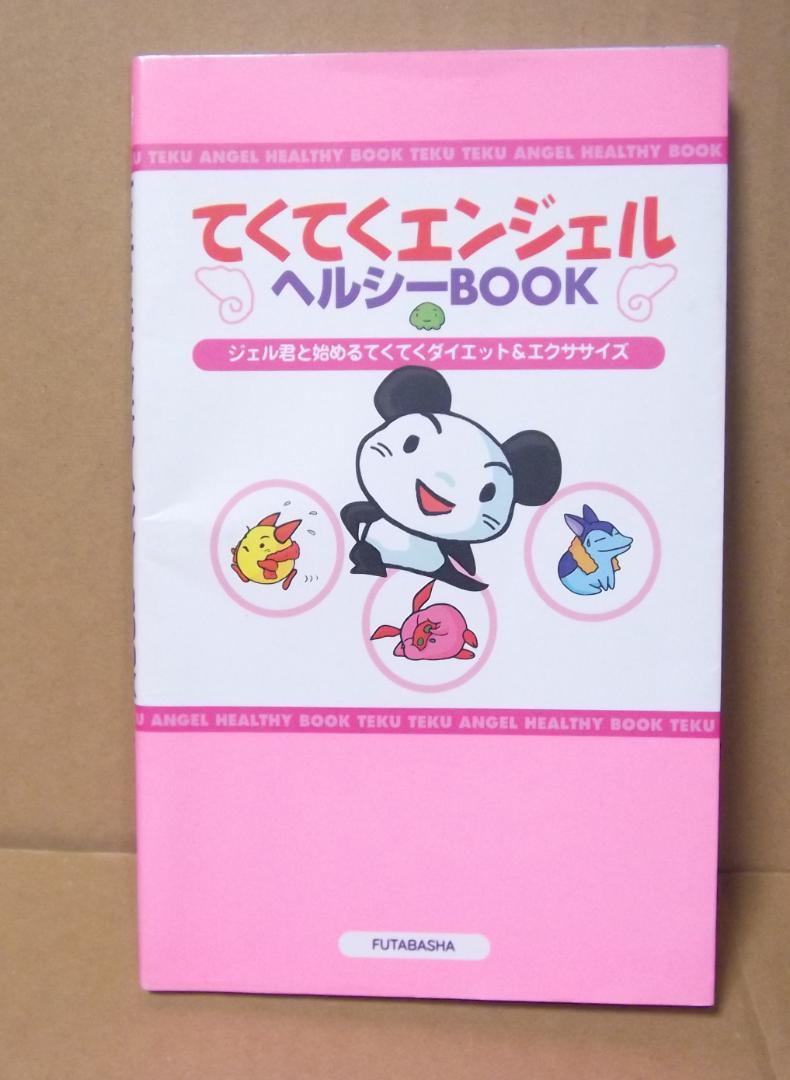 U TEKU ANGEL HEALTHY BOOK TEKU TEKU ANGEL HEALTHY BOOK
てくてくエンジェル
ヘルシーBOOK
ジェル君と始めるてくてくダイエット&エクササイズ
U ANGEL HEALTHY BOOK TEKU TEKU ANGEL HEALTHY BOOK TEKU
FUTABASHA